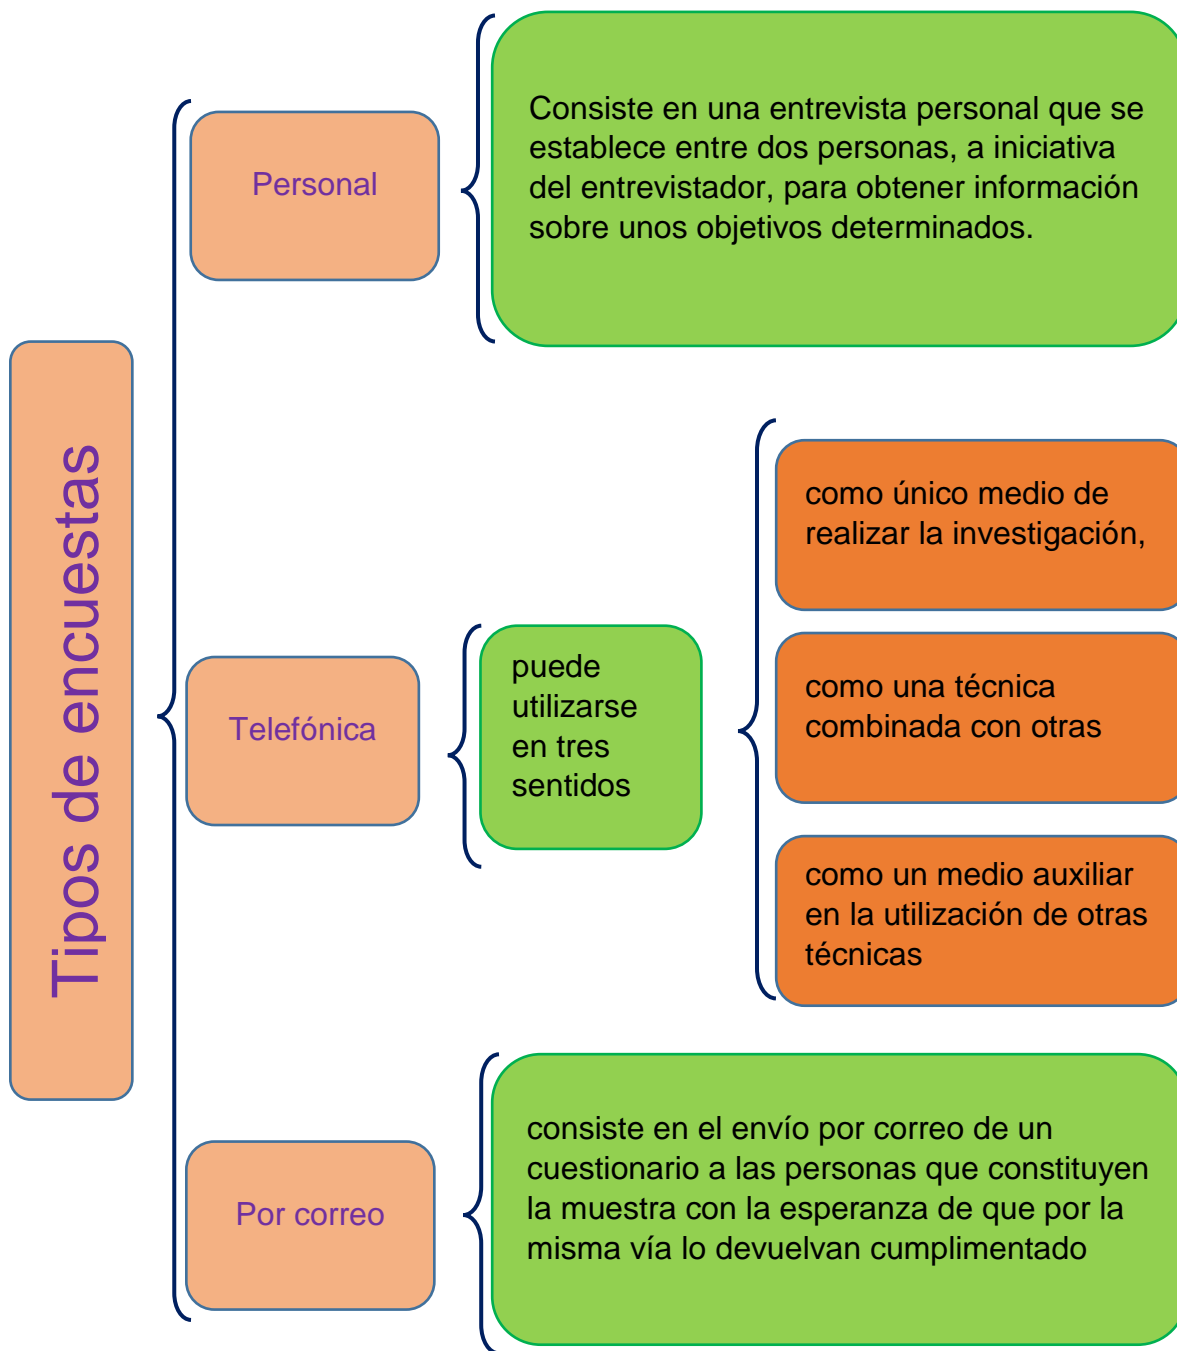 Tipos de encuestas
Personal
Consiste en una entrevista personal que se
establece entre dos personas, a iniciativa
del entrevistador, para obtener información
sobre unos objetivos determinados.
Telefónica
puede
utilizarse
en tres
sentidos
como único medio de
realizar la investigación,
como una técnica
combinada con otras
como un medio auxiliar
en la utilización de otras
técnicas
Por correo
consiste en el envío por correo de un
cuestionario a las personas que constituyen
la muestra con la esperanza de que por la
misma vía lo devuelvan cumplimentado